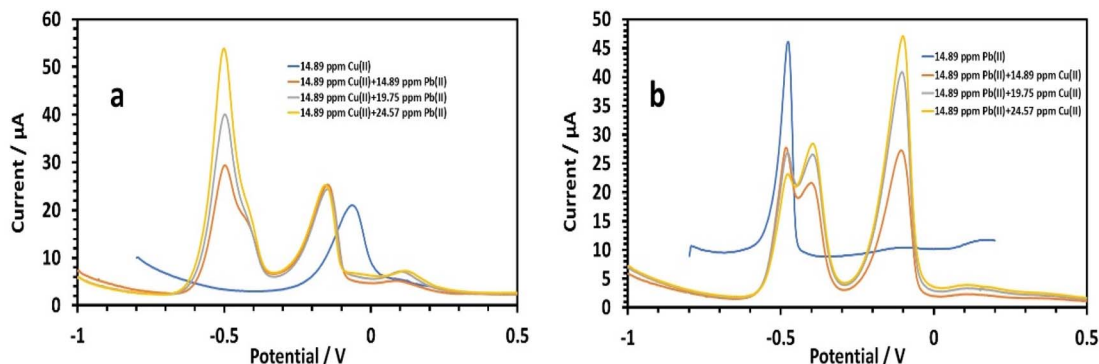 60
50
40
30
20
10
0
-1
-0.5
0
0.5
Current / µA
Potential / V
a
14.89 ppm Cu(II)
14.89 ppm Cu(II)+14.89 ppm Pb(II)
14.89 ppm Cu(II)+19.75 ppm Pb(II)
14.89 ppm Cu(II)+24.57 ppm Pb(II)
50
45
40
35
30
25
20
15
10
5
0
-1
-0.5
0
0.5
Current / µA
Potential / V
b
14.89 ppm Pb(II)
14.89 ppm Pb(II)+14.89 ppm Cu(II)
14.89 ppm Pb(II)+19.75 ppm Cu(II)
14.89 ppm Pb(II)+24.57 ppm Cu(II)